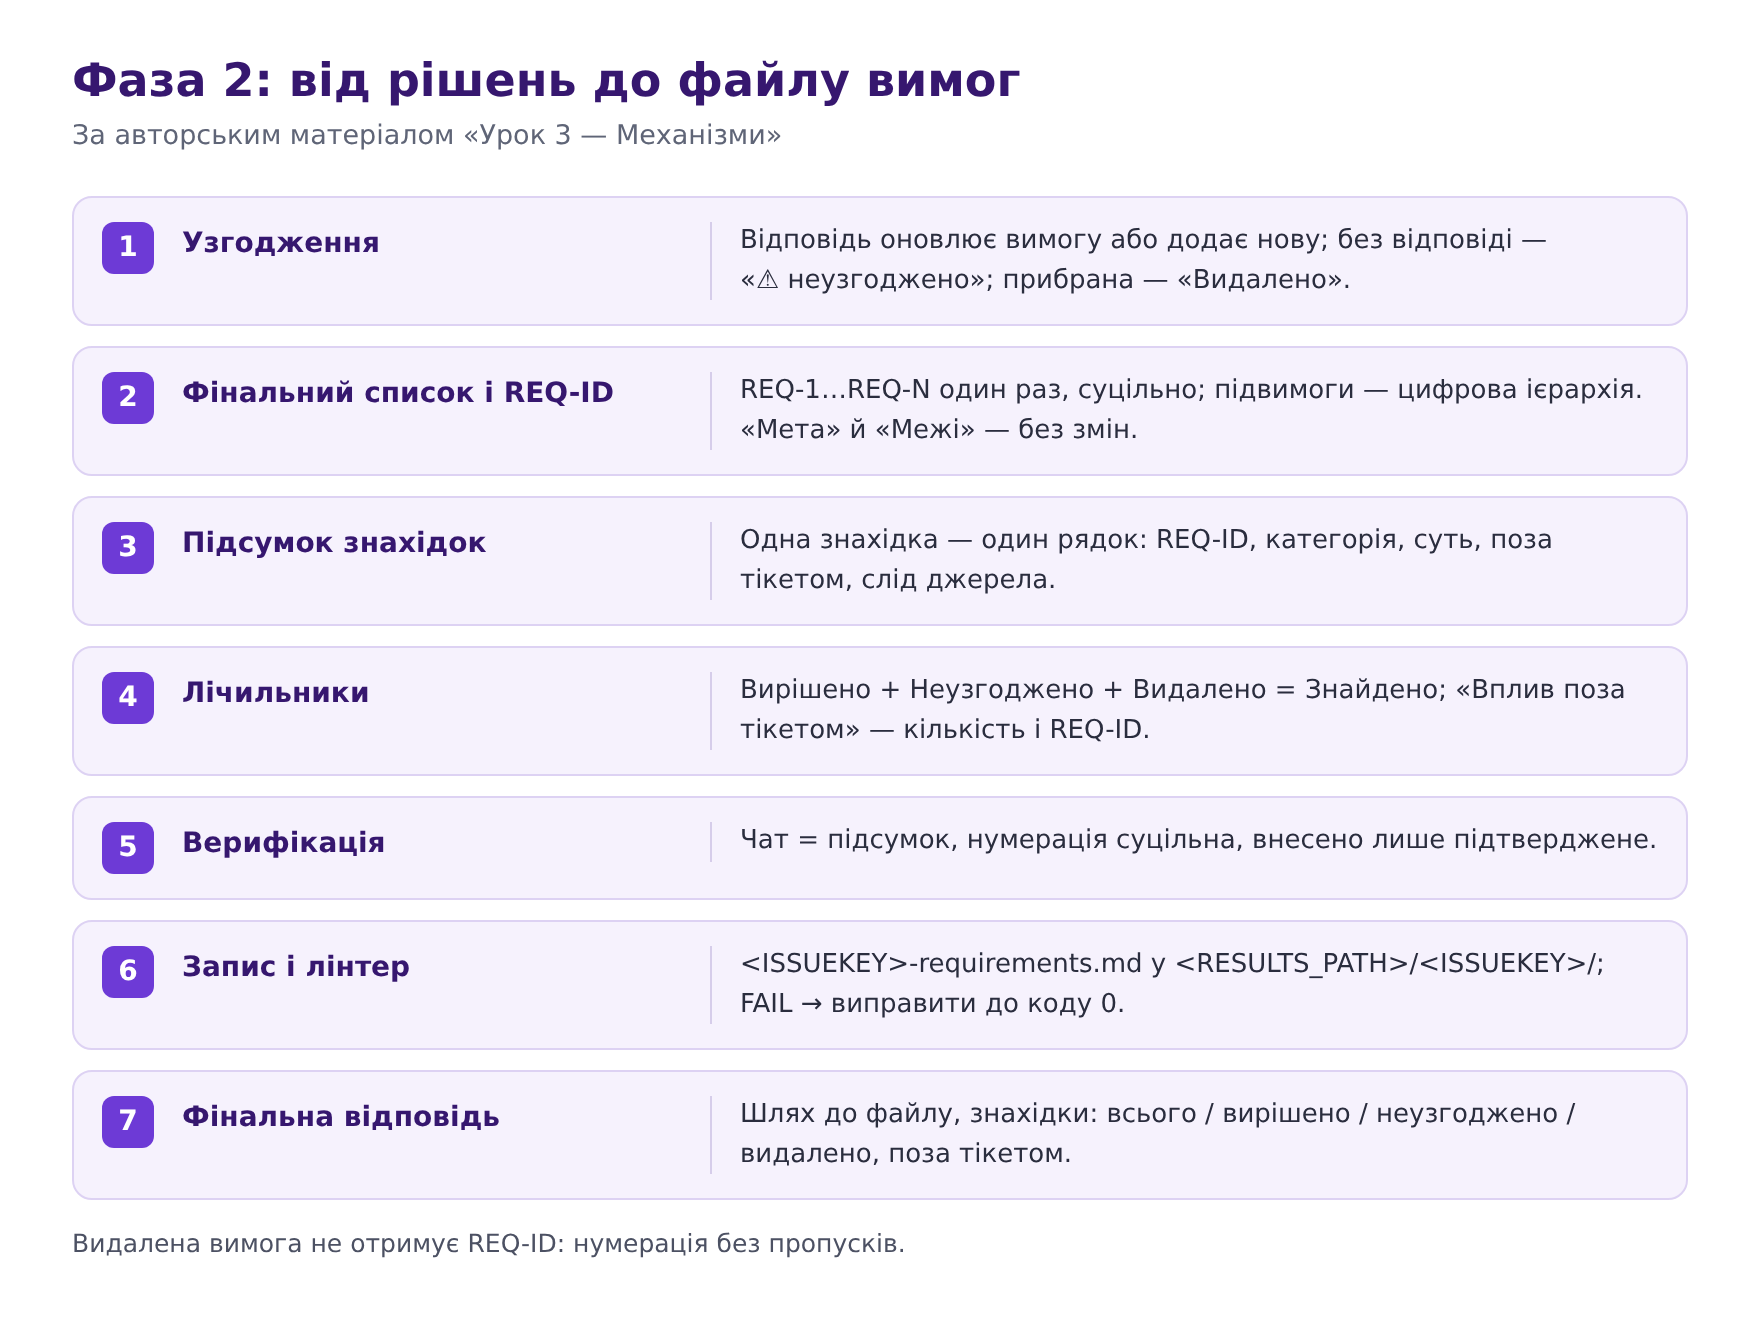 Фаза 2: від рішень до файлу вимог
За авторським матеріалом «Урок 3 — Механізми»
1
Узгодження
Відповідь оновлює вимогу або додає нову; без відповіді —
«⚠ неузгоджено»; прибрана — «Видалено».
2
Фінальний список і REQ-ID
REQ-1…REQ-N один раз, суцільно; підвимоги — цифрова ієрархія.
«Мета» й «Межі» — без змін.
3
Підсумок знахідок
Одна знахідка — один рядок: REQ-ID, категорія, суть, поза
тікетом, слід джерела.
4
Лічильники
Вирішено + Неузгоджено + Видалено = Знайдено; «Вплив поза
тікетом» — кількість і REQ-ID.
5
Верифікація
Чат = підсумок, нумерація суцільна, внесено лише підтверджене.
6
Запис і лінтер
<ISSUEKEY>-requirements.md у <RESULTS_PATH>/<ISSUEKEY>/;
FAIL → виправити до коду 0.
7
Фінальна відповідь
Шлях до файлу, знахідки: всього / вирішено / неузгоджено /
видалено, поза тікетом.
Видалена вимога не отримує REQ-ID: нумерація без пропусків.